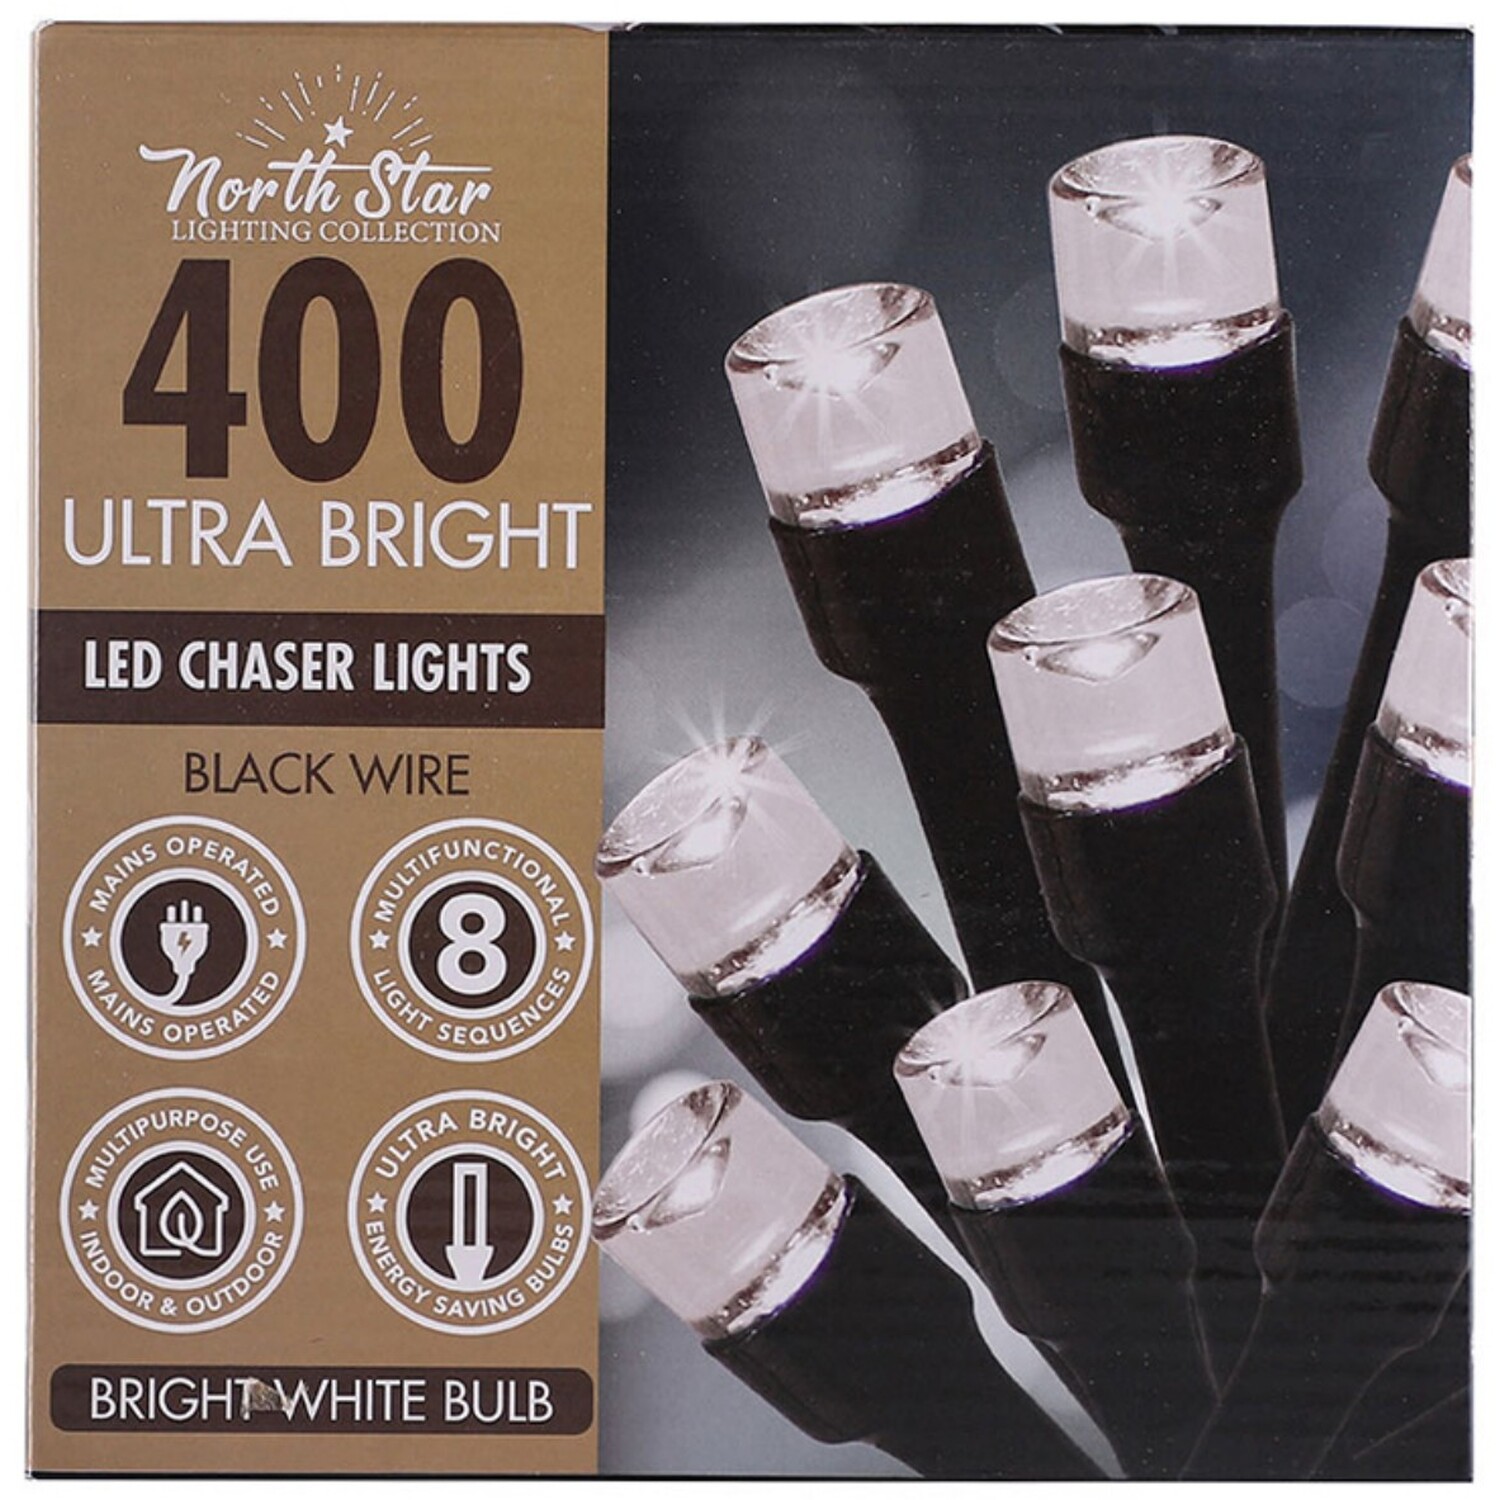 North Star
LIGHTING COLLECTION
400
ULTRA BRIGHT
LED CHASER LIGHTS
BLACK WIRE
MAINS OPERATED
MAINS OPERATED
MULTIFUNCTIONAL
8
LIGHT SEQUENCES
MULTIPURPOSE USE
INDOOR & OUTDOOR
ULTRA BRIGHT
ENERGY SAVING BULBS
BRIGHT WHITE BULB